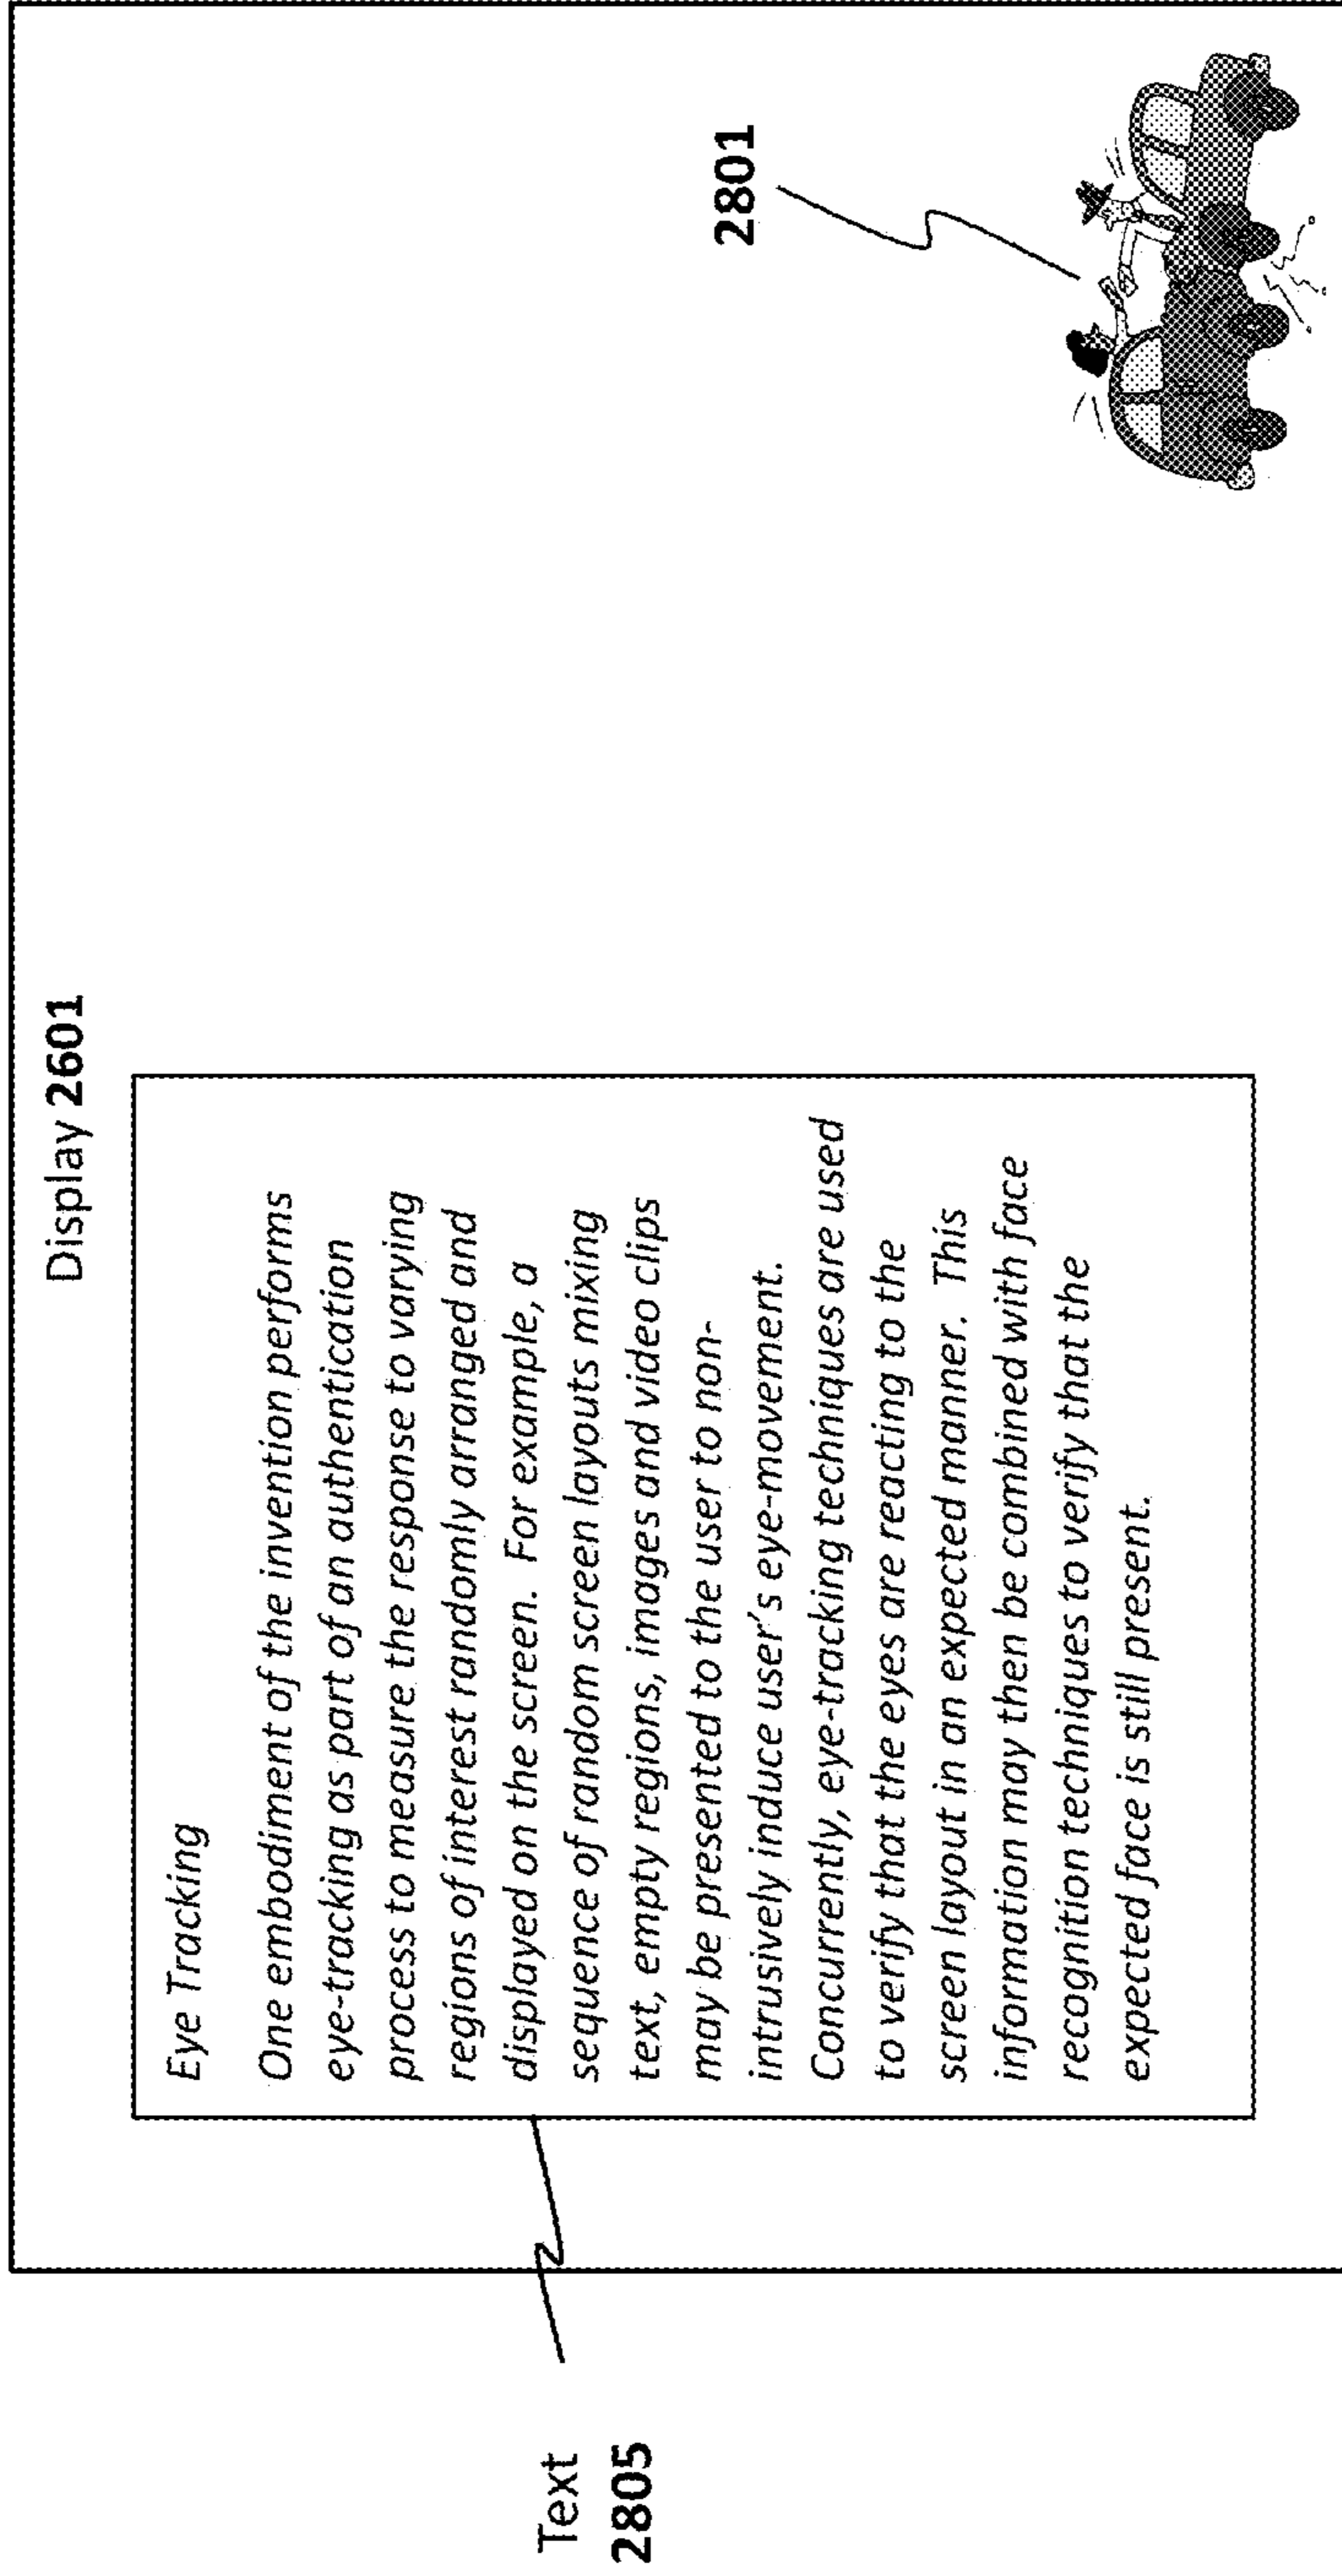 Display 2601
Text
2805
Eye Tracking
One embodiment of the invention performs
eye-tracking as part of an authentication
process to measure the response to varying
regions of interest randomly arranged and
displayed on the screen. For example, a
sequence of random screen layouts mixing
text, empty regions, images and video clips
may be presented to the user to non-
intrusively induce user's eye-movement.
Concurrently, eye-tracking techniques are used
to verify that the eyes are reacting to the
screen layout in an expected manner. This
information may then be combined with face
recognition techniques to verify that the
expected face is still present.
2801